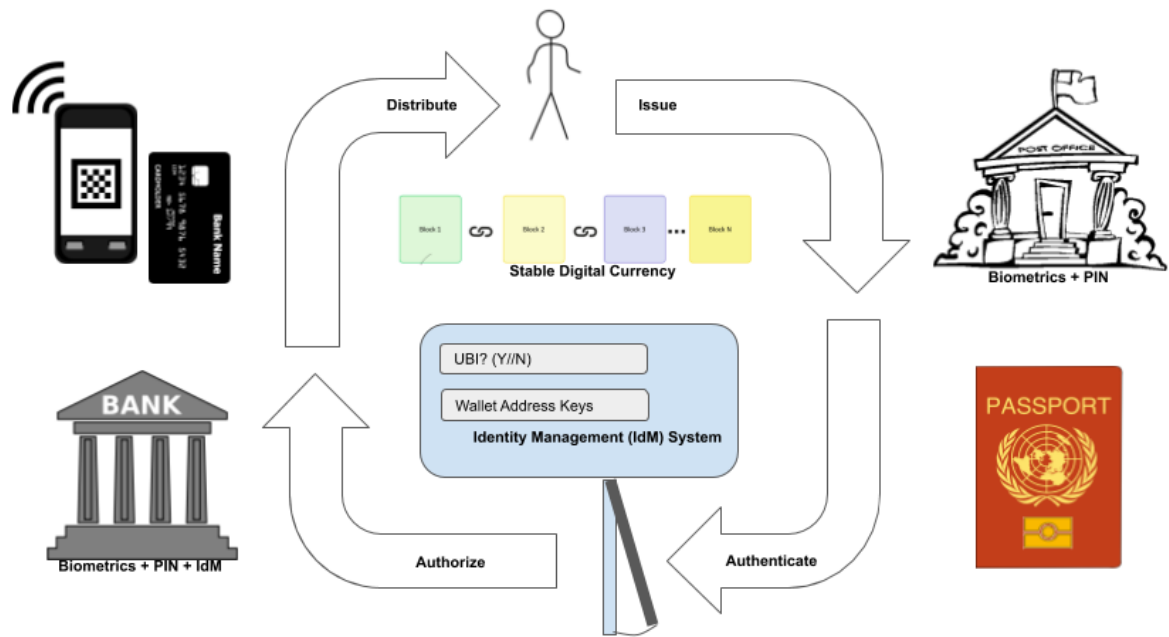 Distribute
Issue
POST OFFICE
Biometrics + PIN
Block 1
Block 2
Block 3
Block N
Stable Digital Currency
Bank Name
CARDHOLDER
UBI? (Y//N)
Wallet Address Keys
Identity Management (IdM) System
PASSPORT
BANK
Biometrics + PIN + IdM
Authorize
Authenticate